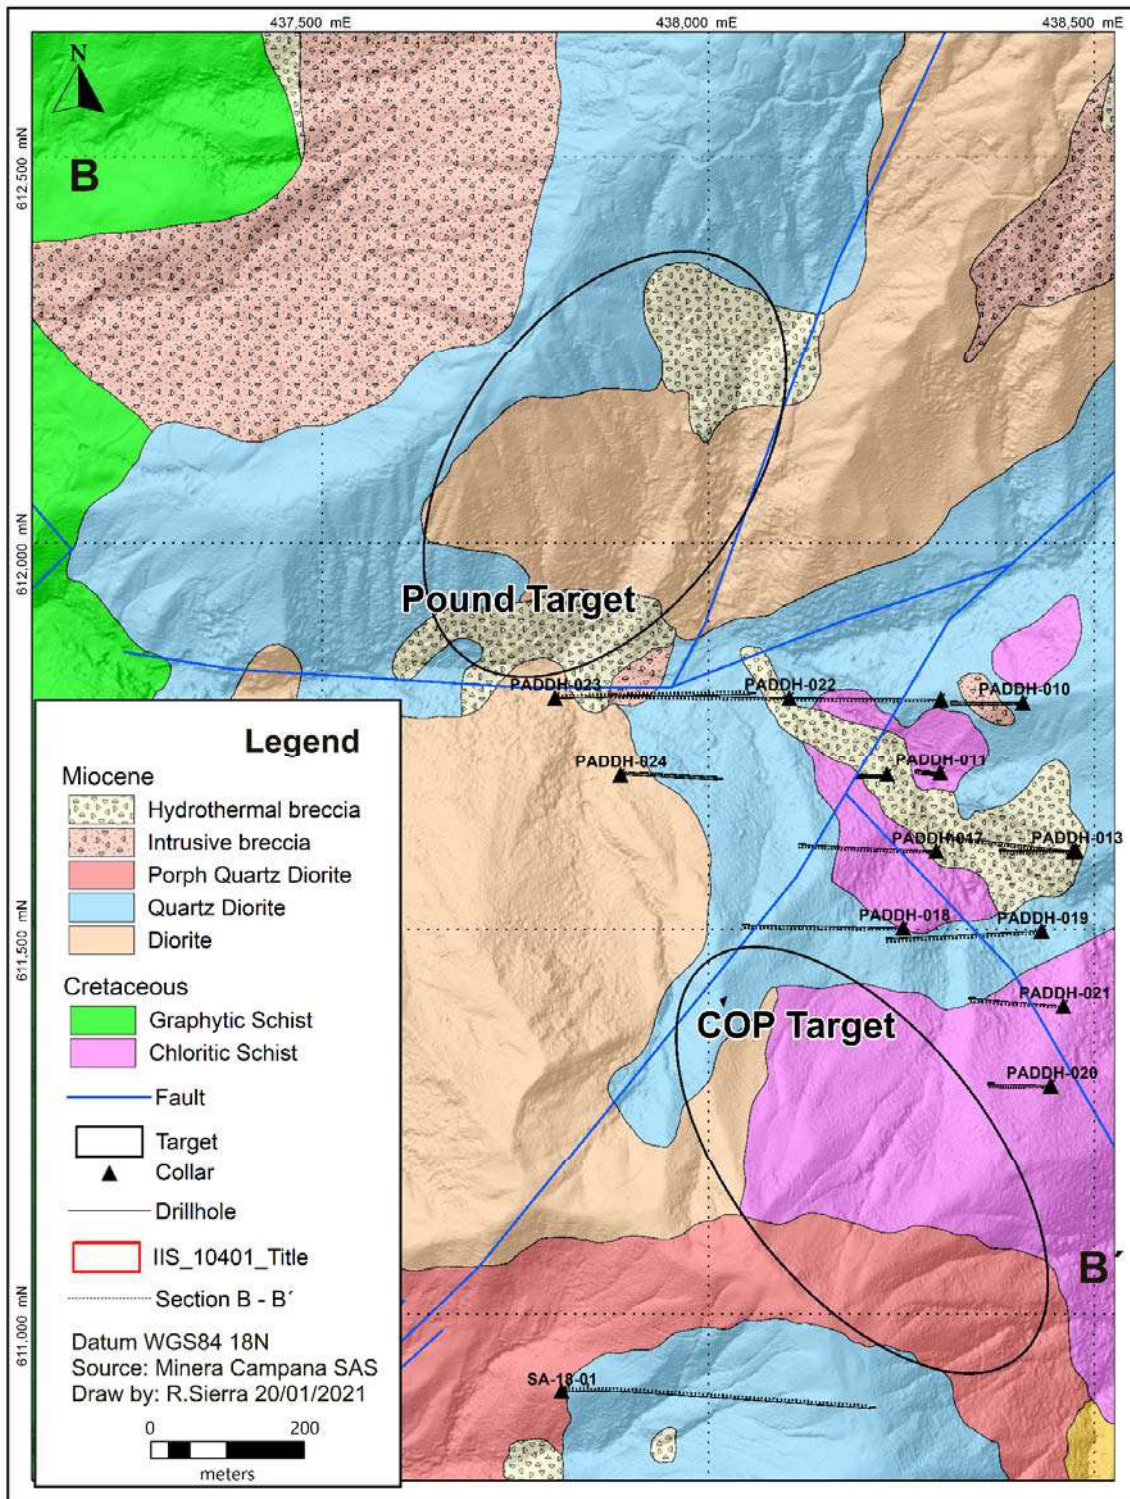 437,500 mE
438,000 mE
438,500 mE
N
B
612,500 mN
612,000 mN
611,500 mN
611,000 mN
Pound Target
PADDH-023
PADDH-022
PADDH-010
PADDH-024
PADDH-011
PADDH-017
PADDH-013
PADDH-018
PADDH-019
PADDH-021
COP Target
PADDH-020
B´
SA-18-01
Legend
Miocene
Hydrothermal breccia
Intrusive breccia
Porph Quartz Diorite
Quartz Diorite
Diorite
Cretaceous
Graphytic Schist
Chloritic Schist
Fault
Target
Collar
Drillhole
IIS_10401_Title
Section B - B´
Datum WGS84 18N
Source: Minera Campana SAS
Draw by: R.Sierra 20/01/2021
0 200
meters